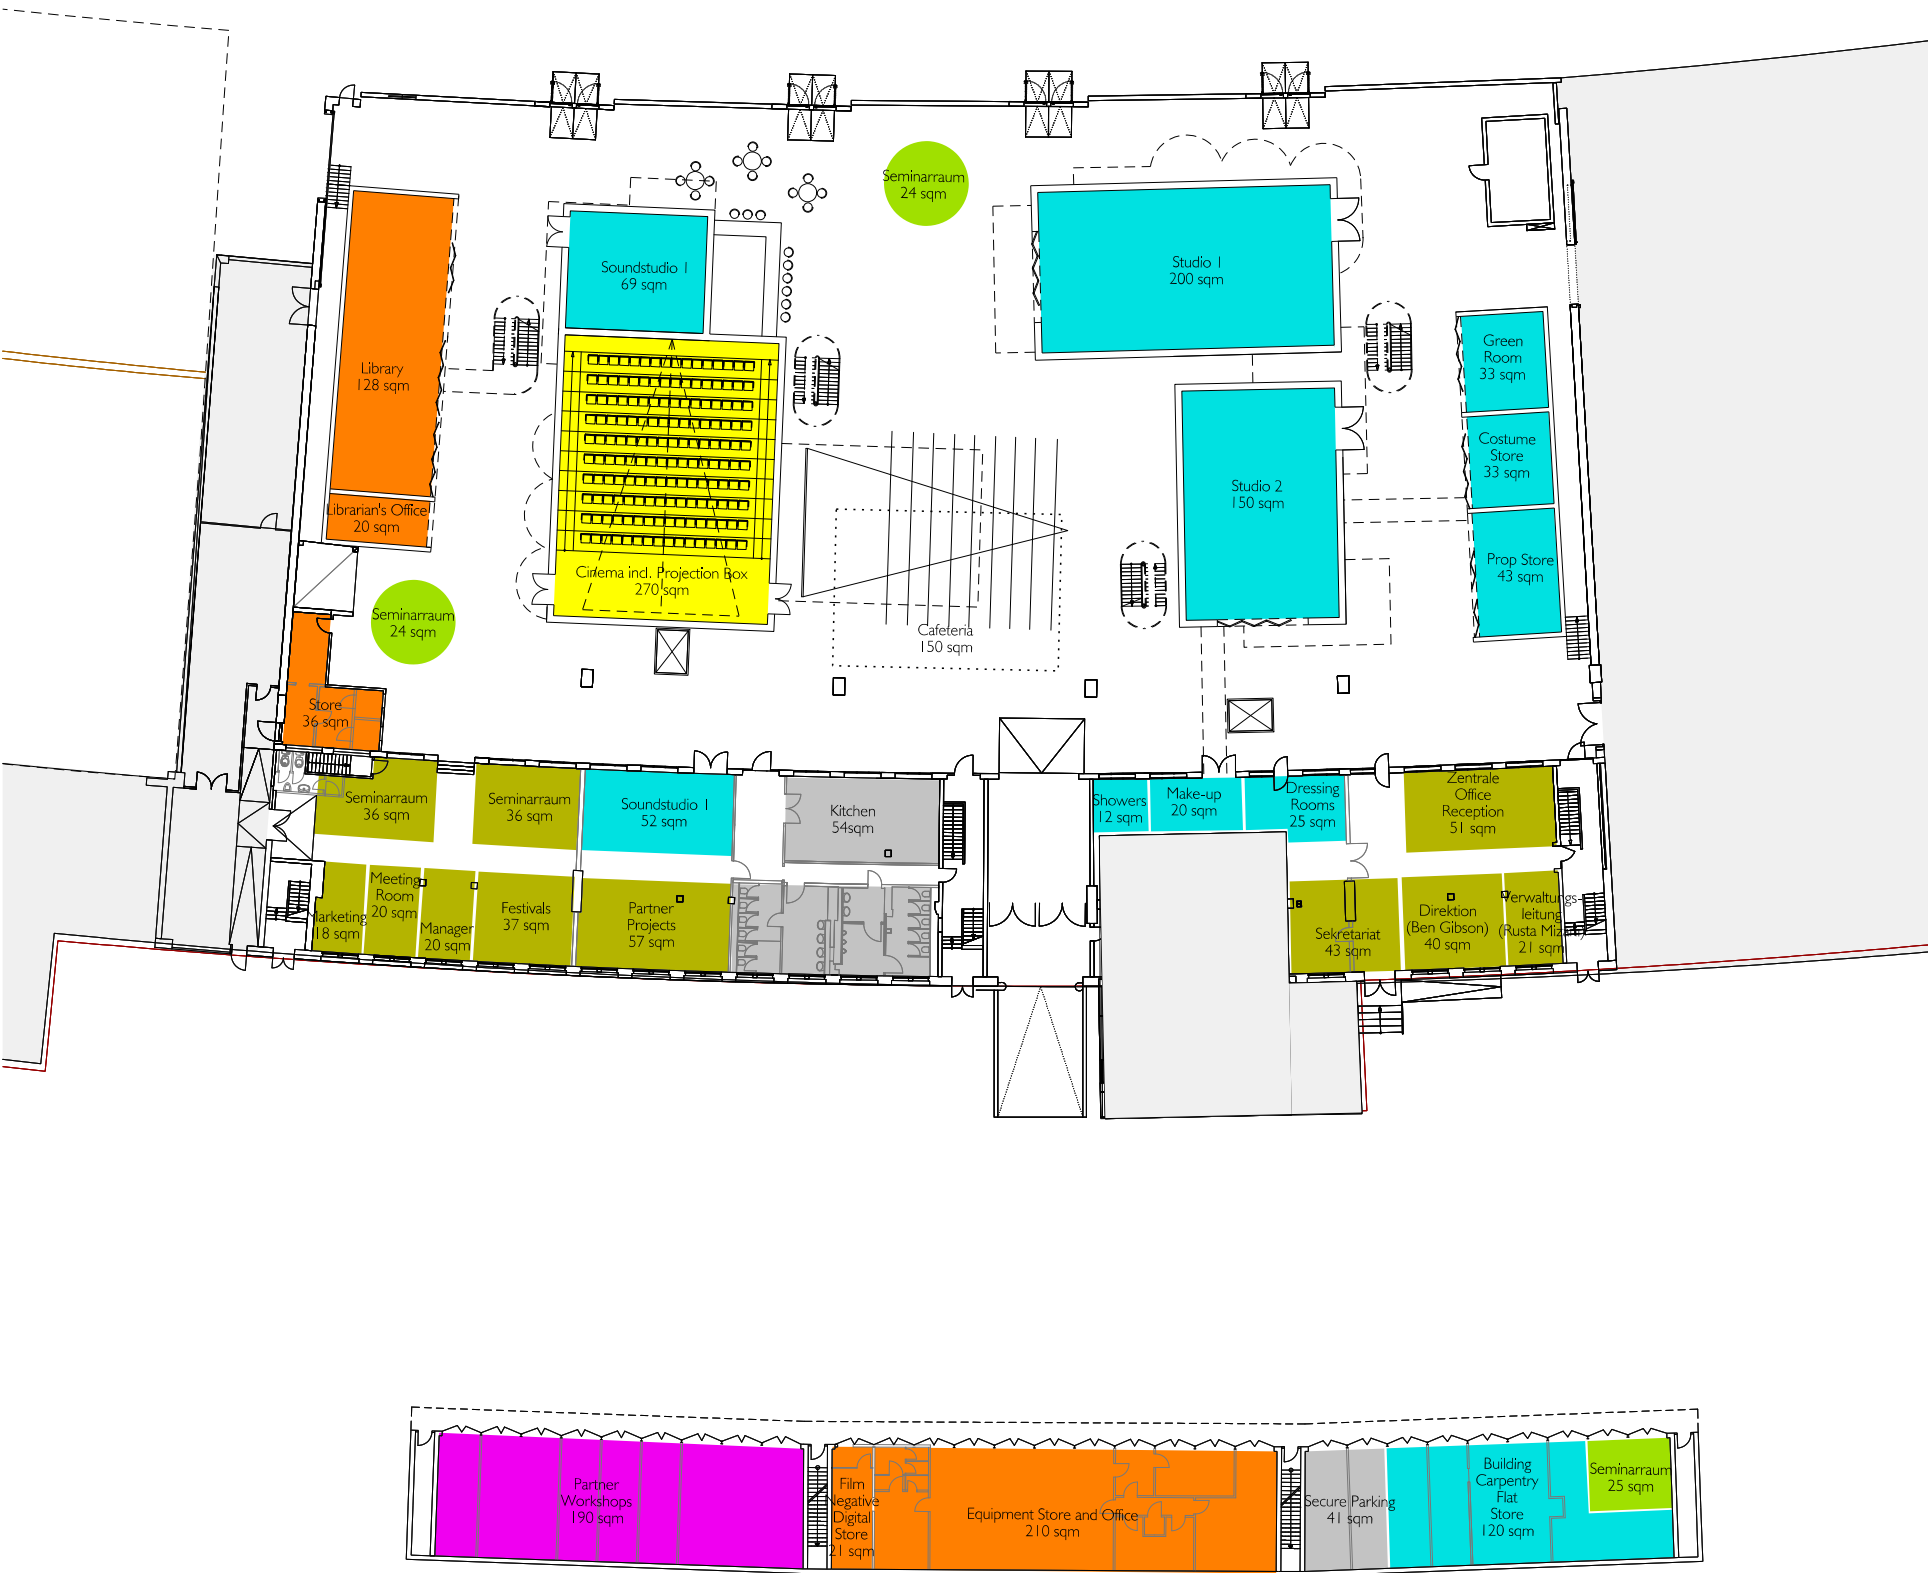 Seminarraum
24 sqm
Soundstudio 1
69 sqm
Studio 1
200 sqm
Library
128 sqm
Green
Room
33 sqm
Costume
Store
33 sqm
Studio 2
150 sqm
Librarian's Office
20 sqm
Prop Store
43 sqm
Cinema incl. Projection Box
270 sqm
Seminarraum
24 sqm
Cafeteria
150 sqm
Store
36 sqm
Seminarraum
36 sqm
Seminarraum
36 sqm
Soundstudio 1
52 sqm
Kitchen
54sqm
Showers
12 sqm
Make-up
20 sqm
Dressing
Rooms
25 sqm
Zentrale
Office
Reception
51 sqm
Marketing
18 sqm
Meeting
Room
20 sqm
Manager
20 sqm
Festivals
37 sqm
Partner
Projects
57 sqm
Sekretariat
43 sqm
Direktion
(Ben Gibson)
40 sqm
Verwaltungs-
leitung
21 sqm
Partner
Workshops
190 sqm
Film
Negative
Digital
Store
21 sqm
Equipment Store and Office
210 sqm
Secure Parking
41 sqm
Building
Carpentry
Flat
Store
120 sqm
Seminarraum
25 sqm